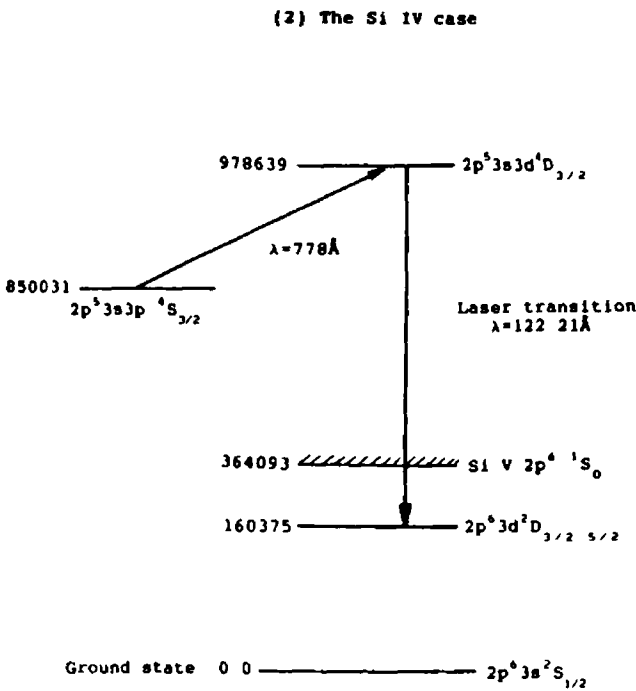 (2) The Si IV case
978639 2p⁵3s3d⁴D₃/₂
λ=778Å
850031
2p⁵3s3p ⁴S₃/₂
Laser transition
λ=122 21Å
364093 Si V 2p⁶ ¹S₀
160375 2p⁶3d²D₃/₂ ₅/₂
Ground state 0 0 2p⁶3s²S₁/₂